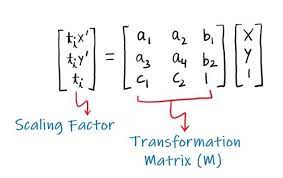 [tᵢx′] = [a₁ a₂ b₁] [x]
[tᵢy′] [a₃ a₄ b₂] [y]
[tᵢ] [c₁ c₂ 1] [1]
Scaling Factor
Transformation
Matrix (M)